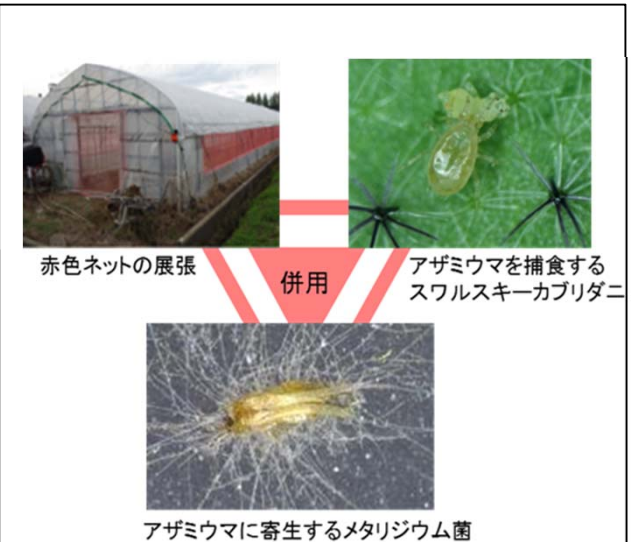 赤色ネットの展張
アザミウマを捕食する
スワルスキーカブリダニ
併用
アザミウマに寄生するメタリジウム菌